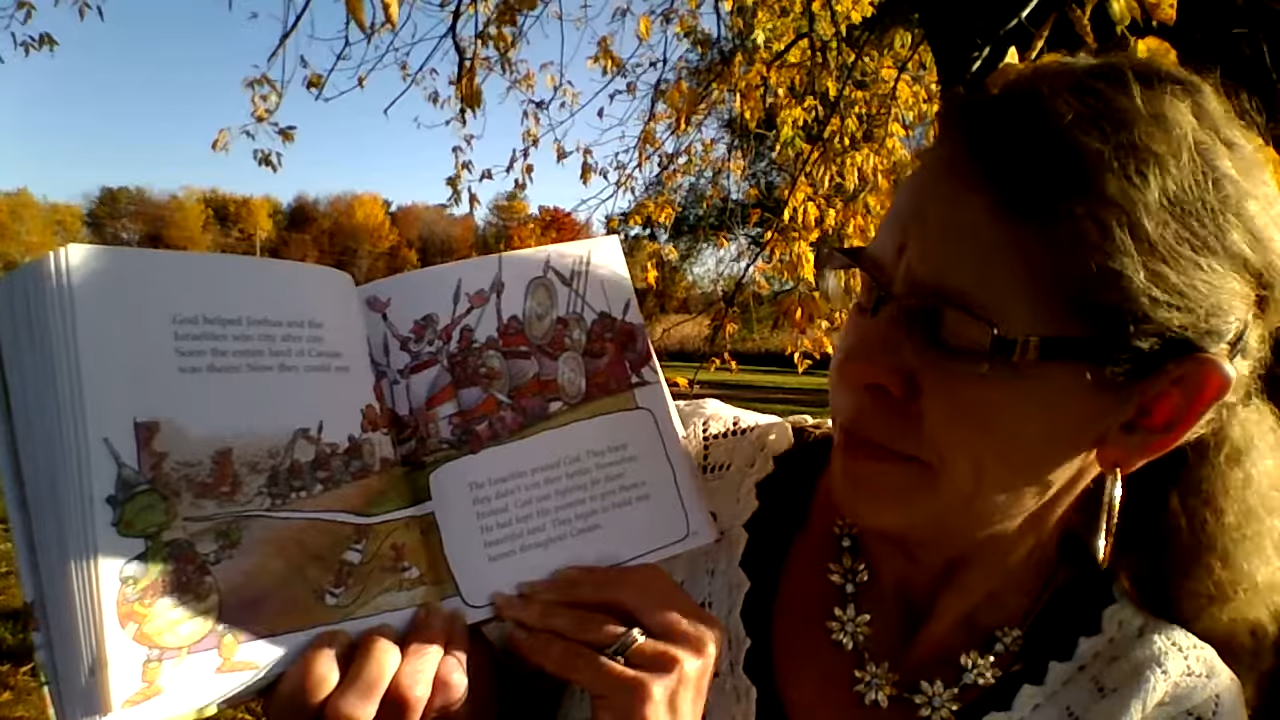 God helped Joshua and the
Israelites win city after city.
Soon the entire land of Canaan
was theirs! Now they could rest.
The Israelites praised God. They knew
they didn't win their battles themselves.
Instead, God was fighting for them!
He had kept His promise to give them a
beautiful land. They began to build new
homes throughout Canaan.